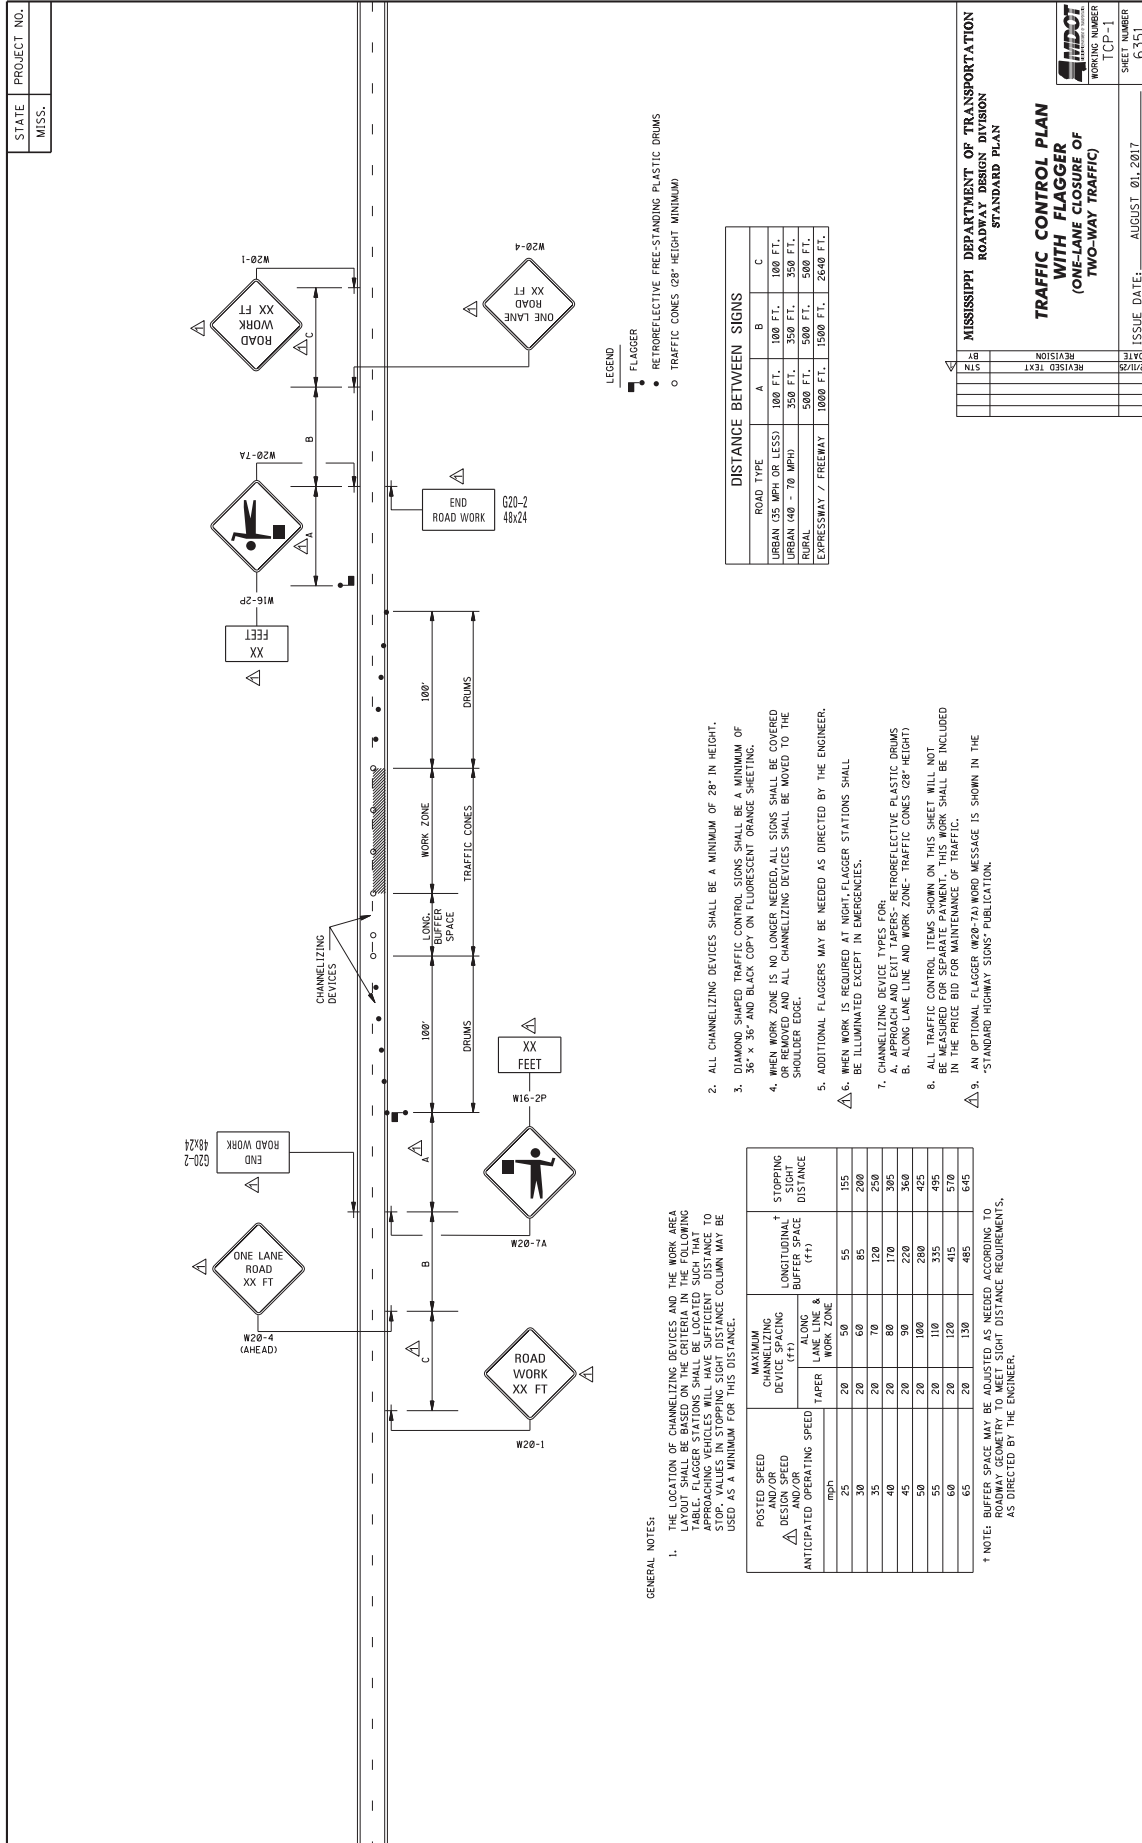 STATE
PROJECT NO.
MISS.
W20-1
ROAD
WORK
XX FT
C
W20-4
ONE LANE
ROAD
XX FT
B
W20-7A
A
W16-2P
XX
FEET
END
ROAD WORK
G20-2
48x24
100'
DRUMS
WORK ZONE
TRAFFIC CONES
LONG.
BUFFER
SPACE
CHANNELIZING
DEVICES
100'
DRUMS
XX
FEET
W16-2P
W20-7A
A
B
C
END
ROAD WORK
G20-2
48x24
ONE LANE
ROAD
XX FT
W20-4
(AHEAD)
ROAD
WORK
XX FT
W20-1
LEGEND
FLAGGER
RETROREFLECTIVE FREE-STANDING PLASTIC DRUMS
TRAFFIC CONES (28" HEIGHT MINIMUM)
DISTANCE BETWEEN SIGNS
ROAD TYPE A B C
URBAN (35 MPH OR LESS) 100 FT. 100 FT. 100 FT.
URBAN (40 - 70 MPH) 350 FT. 350 FT. 350 FT.
RURAL 500 FT. 500 FT. 500 FT.
EXPRESSWAY / FREEWAY 1000 FT. 1500 FT. 2640 FT.
GENERAL NOTES:
1. THE LOCATION OF CHANNELIZING DEVICES AND THE WORK AREA
LAYOUT SHALL BE BASED ON THE CRITERIA IN THE FOLLOWING
TABLE. FLAGGER STATIONS SHALL BE LOCATED SUCH THAT
APPROACHING VEHICLES WILL HAVE SUFFICIENT DISTANCE TO
STOP. VALUES IN STOPPING SIGHT DISTANCE COLUMN MAY BE
USED AS A MINIMUM FOR THIS DISTANCE.
POSTED SPEED
AND/OR
DESIGN SPEED
AND/OR
ANTICIPATED OPERATING SPEED
mph
MAXIMUM
CHANNELIZING
DEVICE SPACING
(ft)
TAPER
ALONG
LANE LINE &
WORK ZONE
LONGITUDINAL †
BUFFER SPACE
(ft)
STOPPING
SIGHT
DISTANCE
25 20 50 55 155
30 20 60 85 200
35 20 70 120 250
40 20 80 170 305
45 20 90 220 360
50 20 100 280 425
55 20 110 335 495
60 20 120 415 570
65 20 130 485 645
† NOTE: BUFFER SPACE MAY BE ADJUSTED AS NEEDED ACCORDING TO
ROADWAY GEOMETRY TO MEET SIGHT DISTANCE REQUIREMENTS,
AS DIRECTED BY THE ENGINEER.
2. ALL CHANNELIZING DEVICES SHALL BE A MINIMUM OF 28" IN HEIGHT.
3. DIAMOND SHAPED TRAFFIC CONTROL SIGNS SHALL BE A MINIMUM OF
36" x 36" AND BLACK COPY ON FLUORESCENT ORANGE SHEETING.
4. WHEN WORK ZONE IS NO LONGER NEEDED, ALL SIGNS SHALL BE COVERED
OR REMOVED AND ALL CHANNELIZING DEVICES SHALL BE MOVED TO THE
SHOULDER EDGE.
5. ADDITIONAL FLAGGERS MAY BE NEEDED AS DIRECTED BY THE ENGINEER.
6. WHEN WORK IS REQUIRED AT NIGHT, FLAGGER STATIONS SHALL
BE ILLUMINATED EXCEPT IN EMERGENCIES.
7. CHANNELIZING DEVICE TYPES FOR:
A. APPROACH AND EXIT TAPERS- RETROREFLECTIVE PLASTIC DRUMS
B. ALONG LANE LINE AND WORK ZONE- TRAFFIC CONES (28" HEIGHT)
8. ALL TRAFFIC CONTROL ITEMS SHOWN ON THIS SHEET WILL NOT
BE MEASURED FOR SEPARATE PAYMENT. THIS WORK SHALL BE INCLUDED
IN THE PRICE BID FOR MAINTENANCE OF TRAFFIC.
9. AN OPTIONAL FLAGGER (W20-7A) WORD MESSAGE IS SHOWN IN THE
"STANDARD HIGHWAY SIGNS" PUBLICATION.
MISSISSIPPI DEPARTMENT OF TRANSPORTATION
ROADWAY DESIGN DIVISION
STANDARD PLAN
TRAFFIC CONTROL PLAN
WITH FLAGGER
(ONE-LANE CLOSURE OF
TWO-WAY TRAFFIC)
MDOT
WORKING NUMBER
TCP-1
SHEET NUMBER
6351
ISSUE DATE: AUGUST 01, 2017
BY
REVISION
DATE
STN
REVISED TEXT